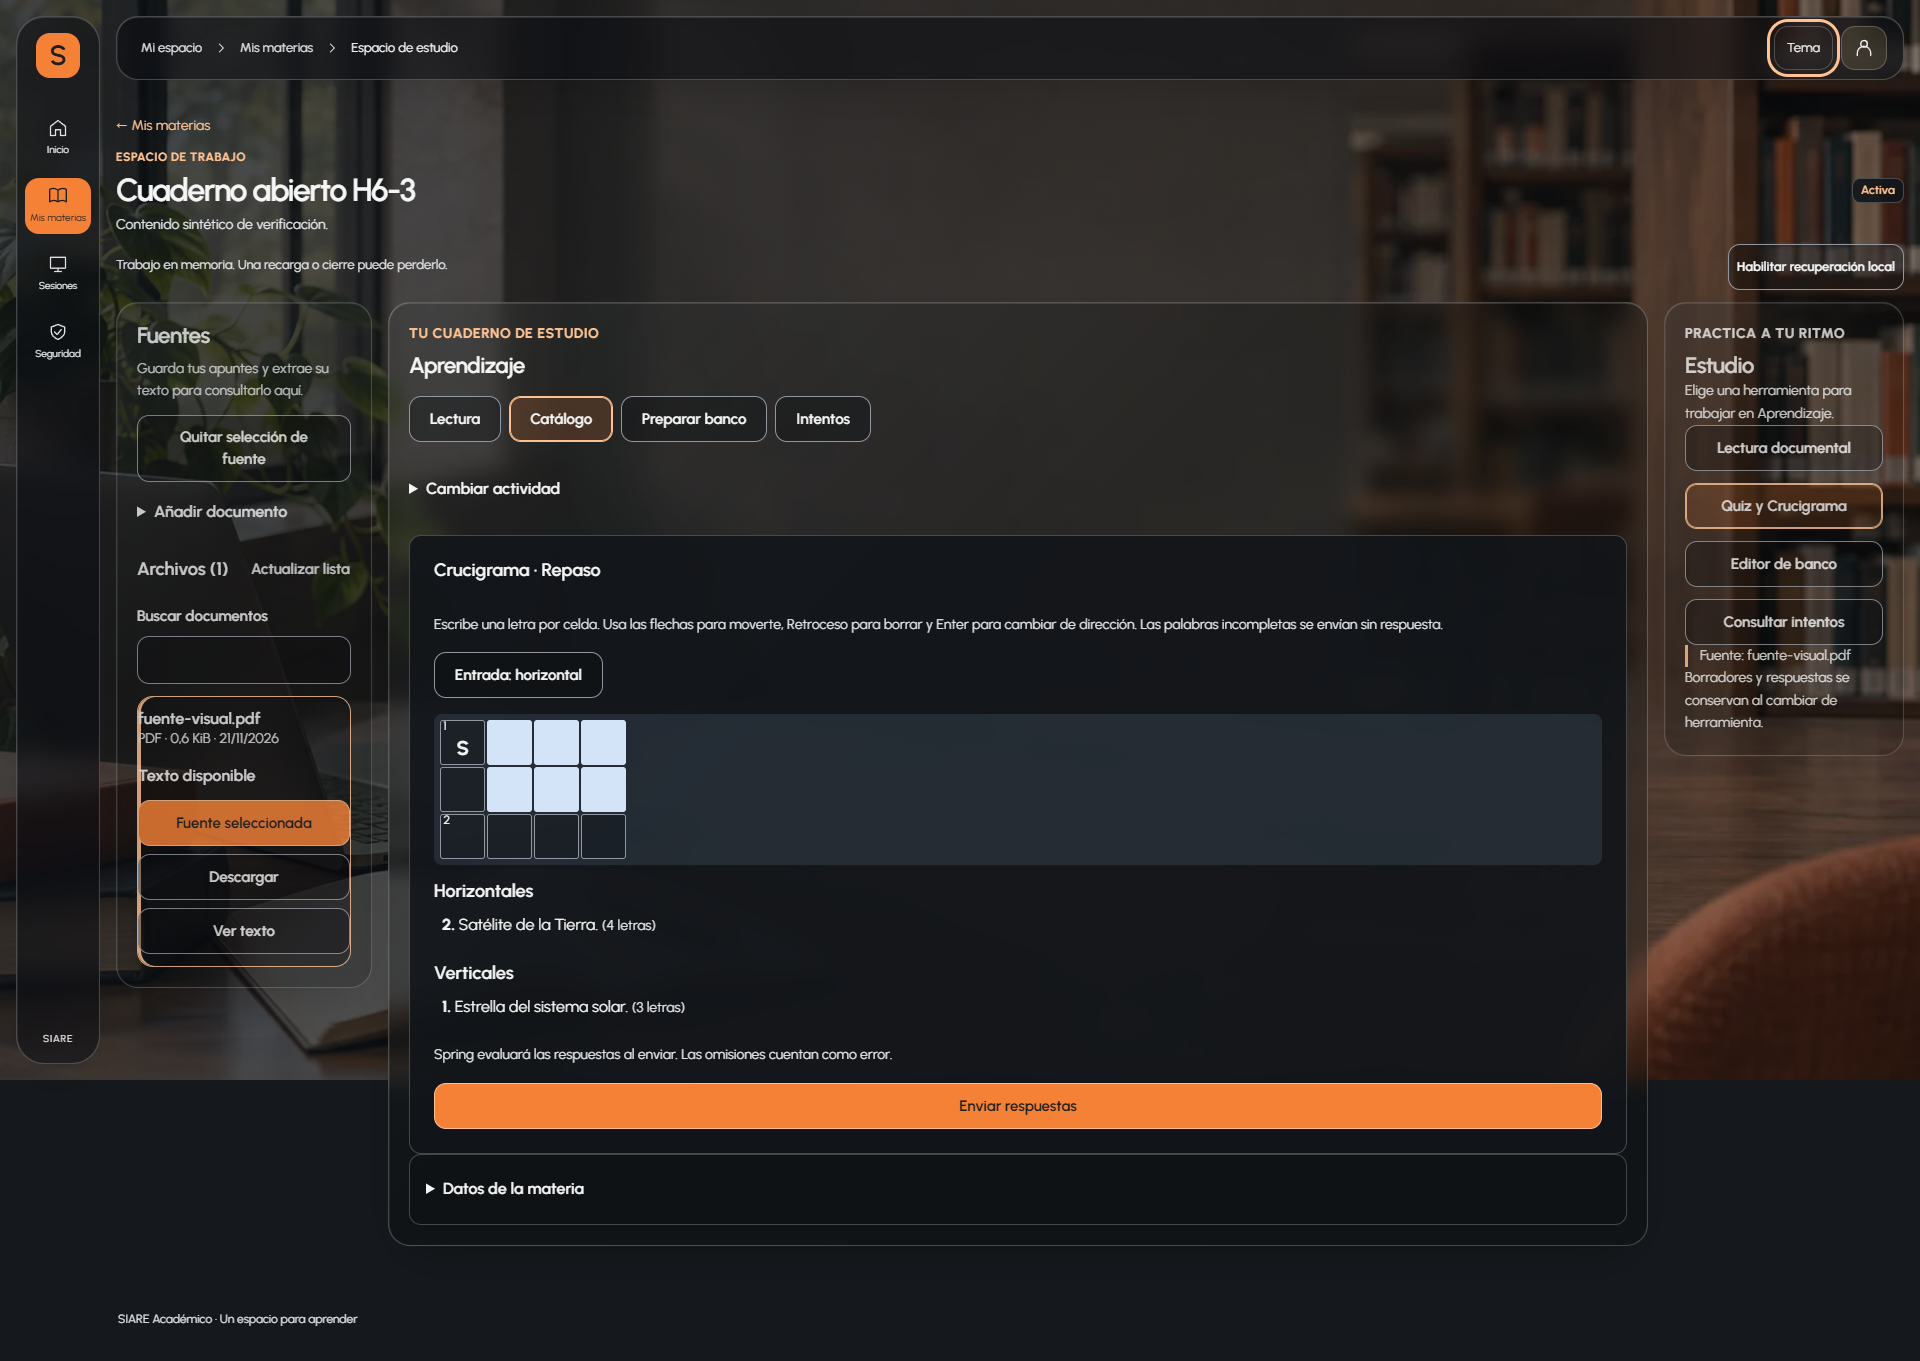 S
Mi espacio
Mis materias
Espacio de estudio
Tema
Inicio
Mis materias
Sesiones
Seguridad
SIARE
← Mis materias
ESPACIO DE TRABAJO
Cuaderno abierto H6-3
Activa
Contenido sintético de verificación.
Trabajo en memoria. Una recarga o cierre puede perderlo.
Habilitar recuperación local
Fuentes
Guarda tus apuntes y extrae su
texto para consultarlo aquí.
Quitar selección de
fuente
Añadir documento
Archivos (1)
Actualizar lista
Buscar documentos
fuente-visual.pdf
PDF · 0,6 KiB · 21/11/2026
Texto disponible
Fuente seleccionada
Descargar
Ver texto
TU CUADERNO DE ESTUDIO
Aprendizaje
Lectura
Catálogo
Preparar banco
Intentos
Cambiar actividad
Crucigrama · Repaso
Escribe una letra por celda. Usa las flechas para moverte, Retroceso para borrar y Enter para cambiar de dirección. Las palabras incompletas se envían sin respuesta.
Entrada: horizontal
1
S
2
Horizontales
2. Satélite de la Tierra. (4 letras)
Verticales
1. Estrella del sistema solar. (3 letras)
Spring evaluará las respuestas al enviar. Las omisiones cuentan como error.
Enviar respuestas
Datos de la materia
PRACTICA A TU RITMO
Estudio
Elige una herramienta para
trabajar en Aprendizaje.
Lectura documental
Quiz y Crucigrama
Editor de banco
Consultar intentos
Fuente: fuente-visual.pdf
Borradores y respuestas se
conservan al cambiar de
herramienta.
SIARE Académico · Un espacio para aprender